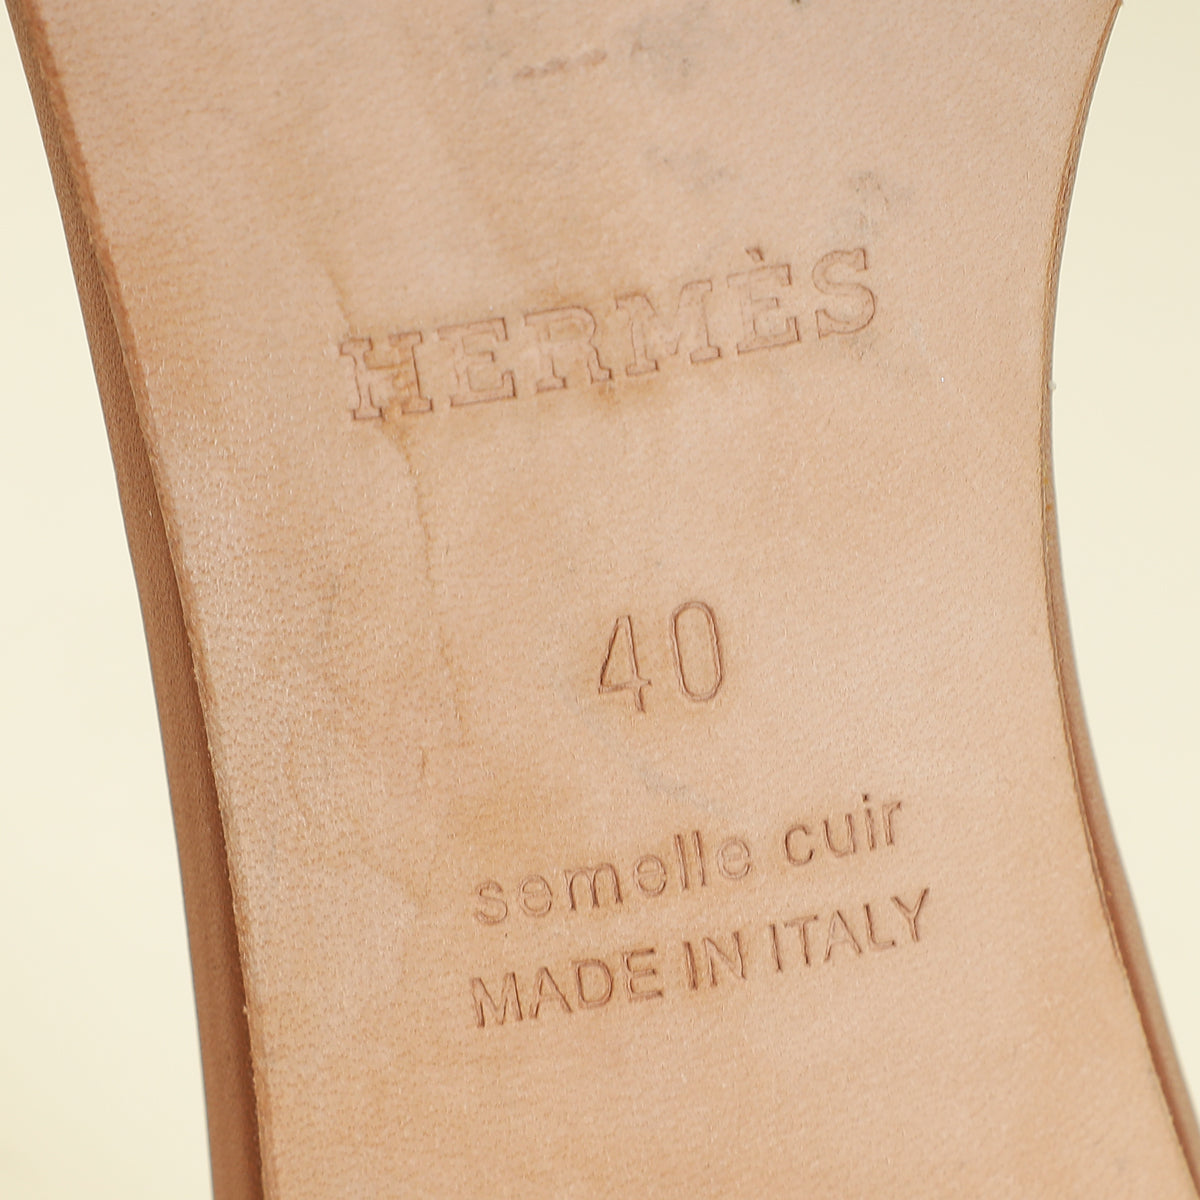 HERMÈS
40
semelle cuir
MADE IN ITALY